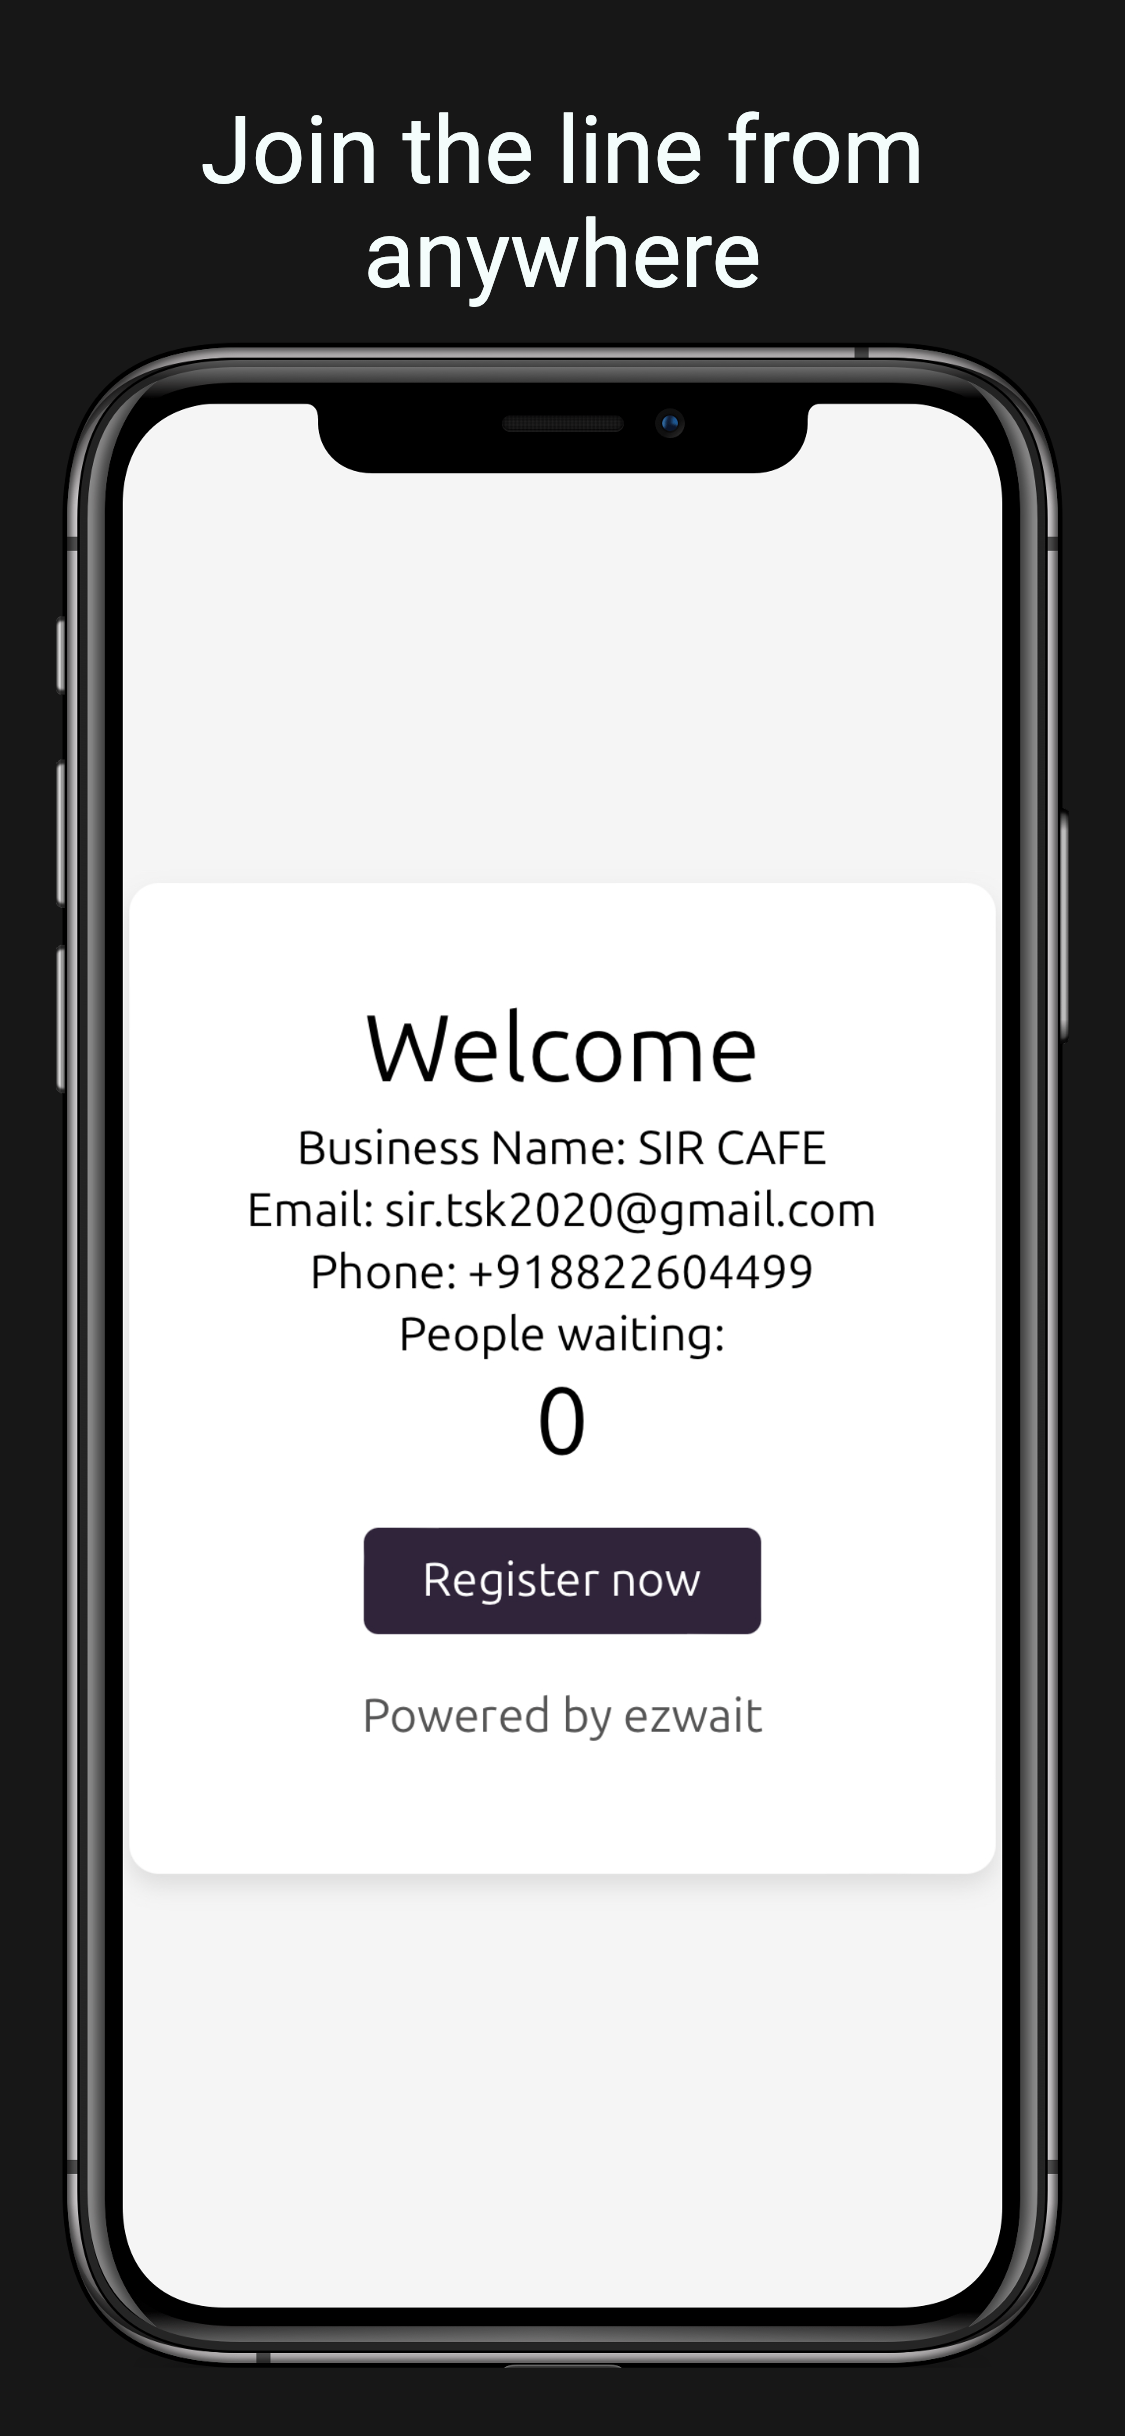 Join the line from
anywhere
Welcome
Business Name: SIR CAFE
Email: sir.tsk2020@gmail.com
Phone: +918822604499
People waiting:
0
Register now
Powered by ezwait